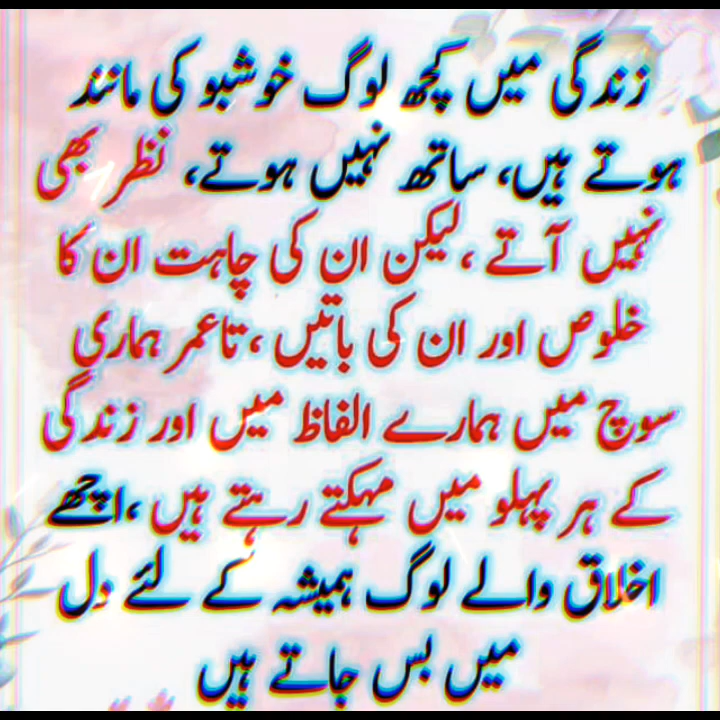 زندگی میں کچھ لوگ خوشبو کی مانند
ہوتے ہیں، ساتھ نہیں ہوتے، نظر بھی
نہیں آتے ،لیکن ان کی چاہت ان کا
خلوص اور ان کی باتیں ،تاعمر ہماری
سوچ میں ہمارے الفاظ میں اور زندگی
کے ہر پہلو میں مہکتے رہتے ہیں ،اچھے
اخلاق والے لوگ ہمیشہ کے لئے دل
میں بس جاتے ہیں